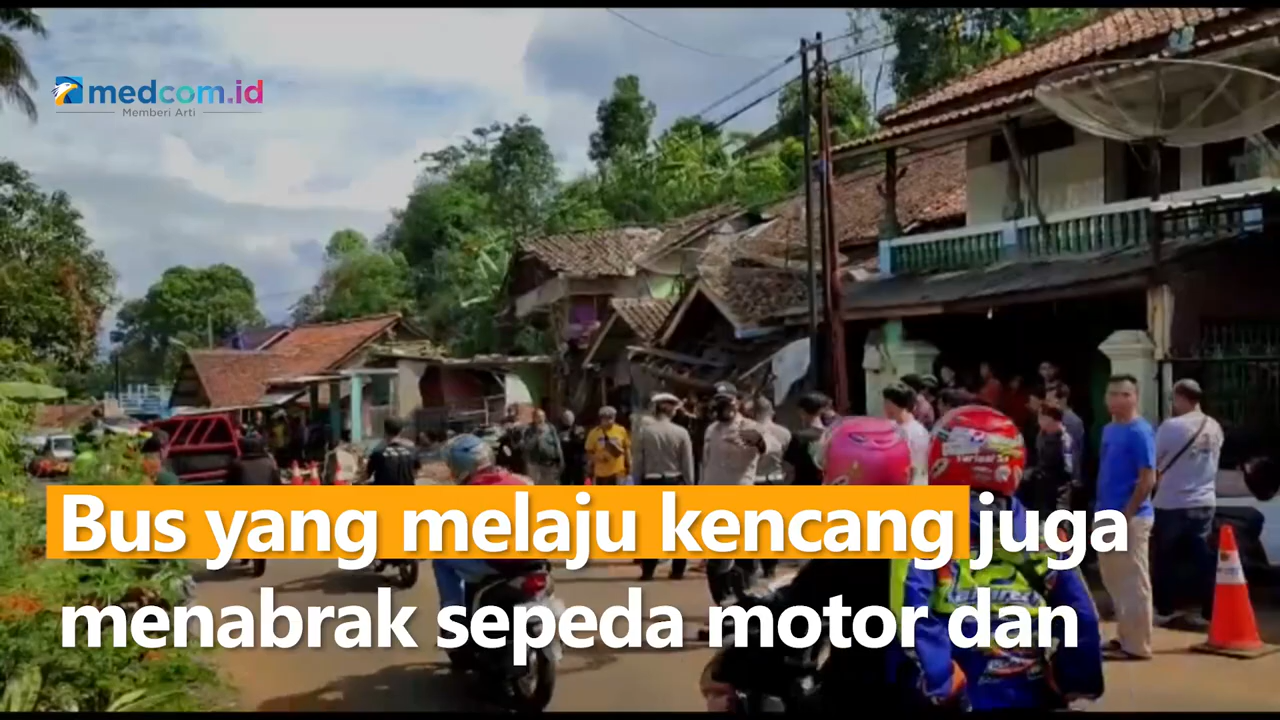 medcom.id
Memberi Arti
Bus yang melaju kencang juga
menabrak sepeda motor dan